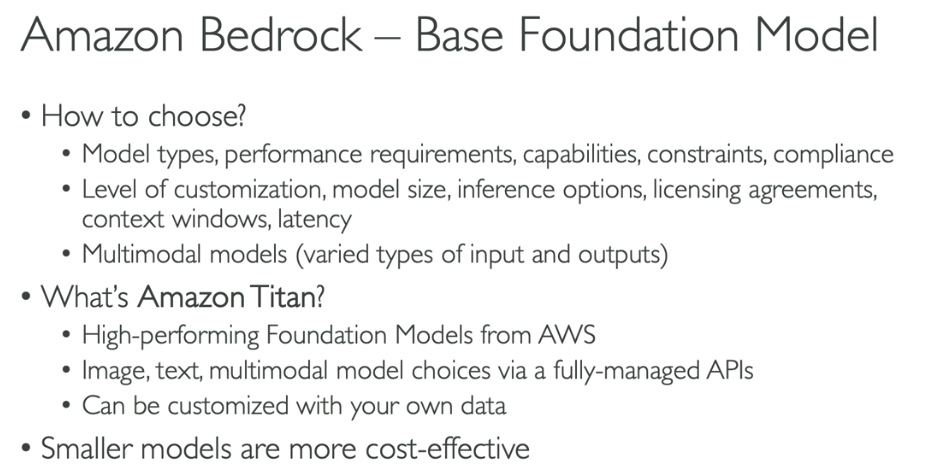 Amazon Bedrock – Base Foundation Model
• How to choose?
• Model types, performance requirements, capabilities, constraints, compliance
• Level of customization, model size, inference options, licensing agreements,
context windows, latency
• Multimodal models (varied types of input and outputs)
• What's Amazon Titan?
• High-performing Foundation Models from AWS
• Image, text, multimodal model choices via a fully-managed APIs
• Can be customized with your own data
• Smaller models are more cost-effective